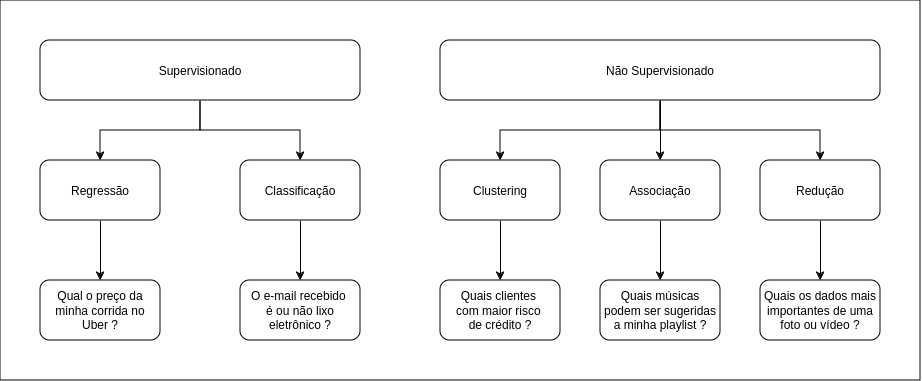 Supervisionado
Não Supervisionado
Regressão
Classificação
Clustering
Associação
Redução
Qual o preço da
minha corrida no
Uber ?
O e-mail recebido
é ou não lixo
eletrônico ?
Quais clientes
com maior risco
de crédito ?
Quais músicas
podem ser sugeridas
a minha playlist ?
Quais os dados mais
importantes de uma
foto ou vídeo ?